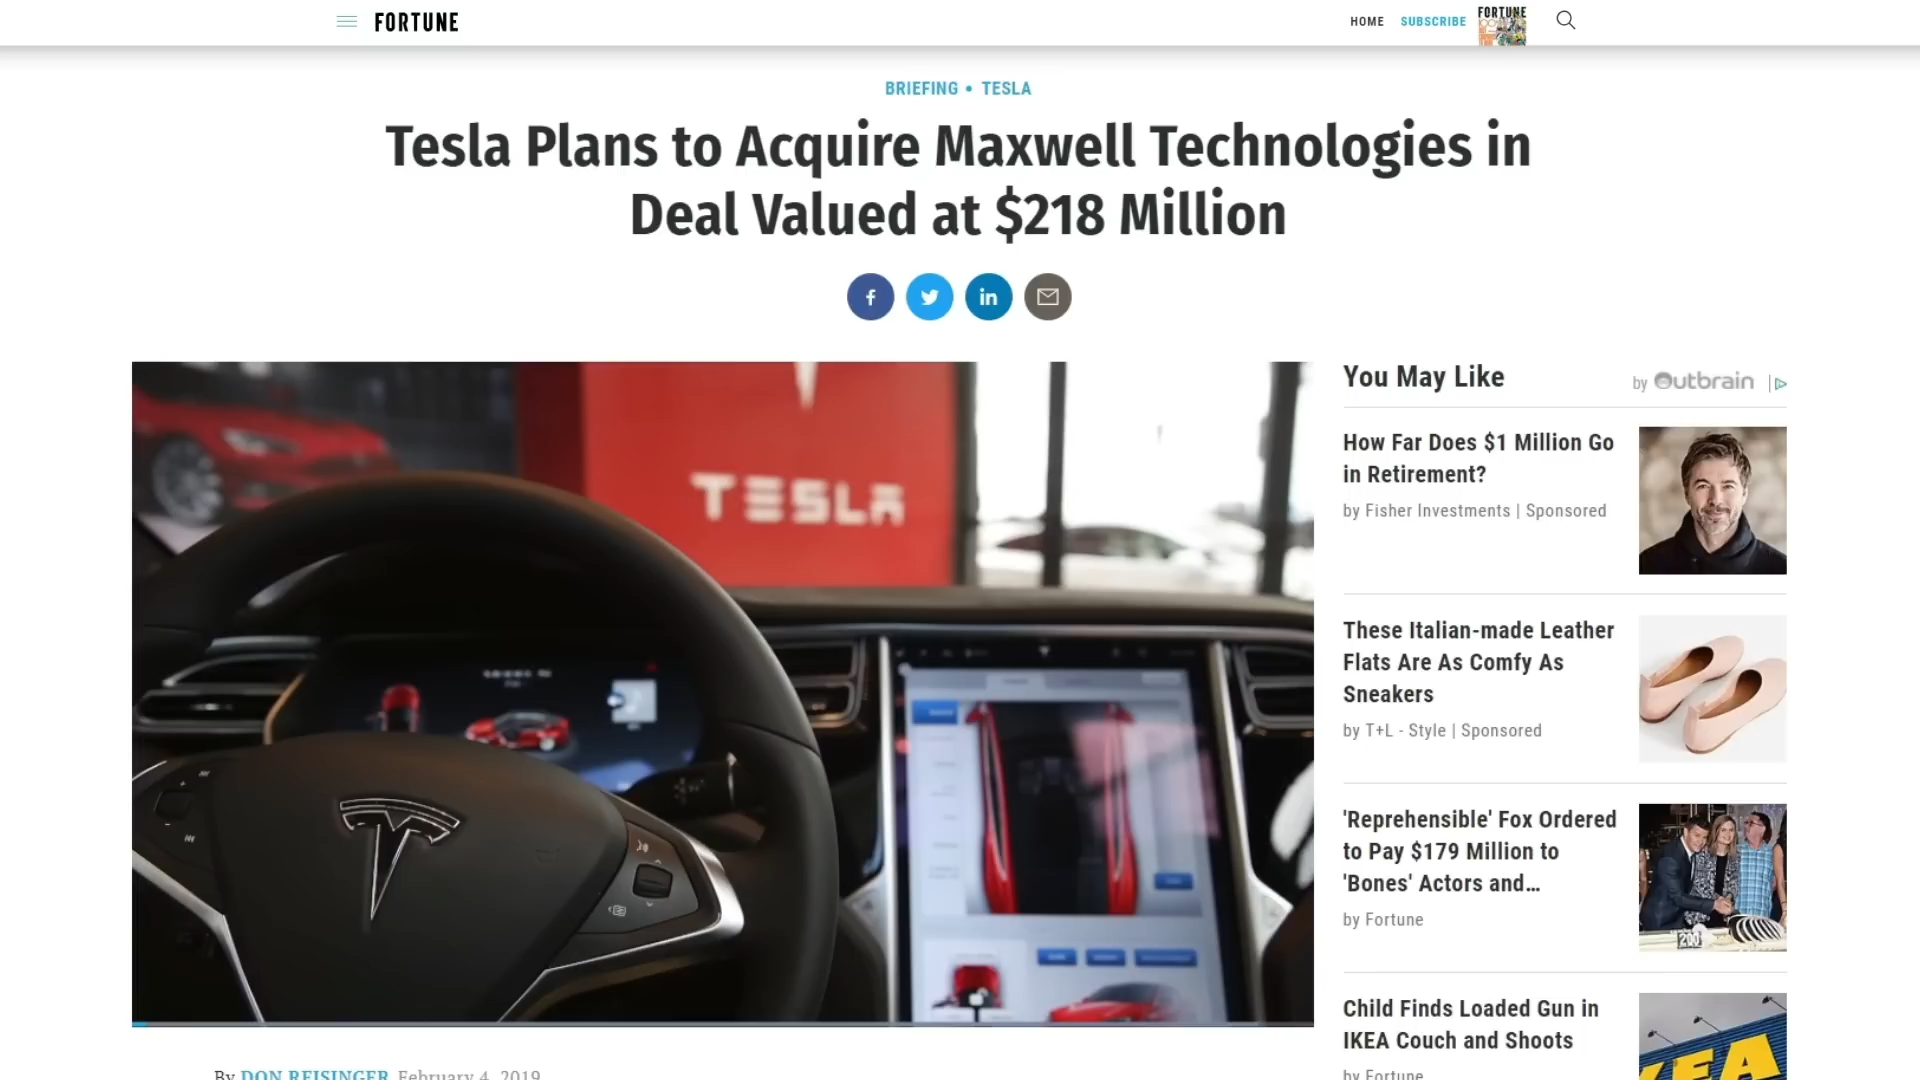 FORTUNE
HOME
SUBSCRIBE
FORTUNE
BRIEFING • TESLA
Tesla Plans to Acquire Maxwell Technologies in
Deal Valued at $218 Million
TESLA
You May Like
by Outbrain
How Far Does $1 Million Go
in Retirement?
by Fisher Investments | Sponsored
These Italian-made Leather
Flats Are As Comfy As
Sneakers
by T+L - Style | Sponsored
'Reprehensible' Fox Ordered
to Pay $179 Million to
'Bones' Actors and…
by Fortune
200
Child Finds Loaded Gun in
IKEA Couch and Shoots
by Fortune
By DON REISINGER February 4, 2019